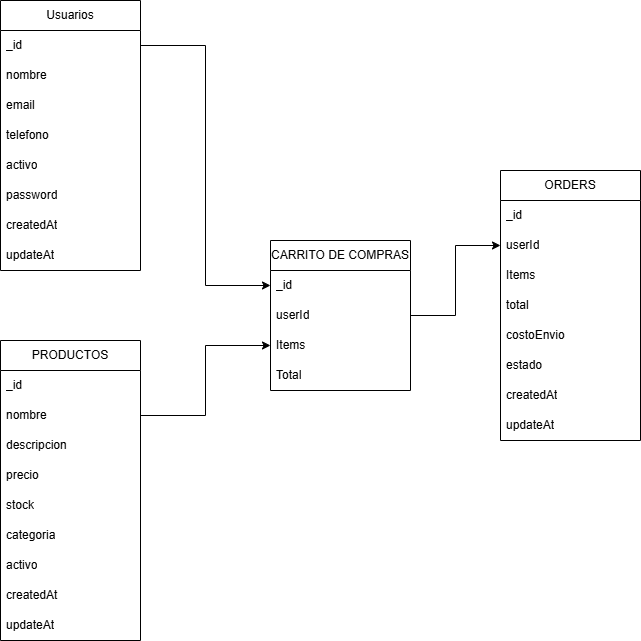 Usuarios
_id
nombre
email
telefono
activo
password
createdAt
updateAt
PRODUCTOS
_id
nombre
descripcion
precio
stock
categoria
activo
createdAt
updateAt
CARRITO DE COMPRAS
_id
userId
Items
Total
ORDERS
_id
userId
Items
total
costoEnvio
estado
createdAt
updateAt